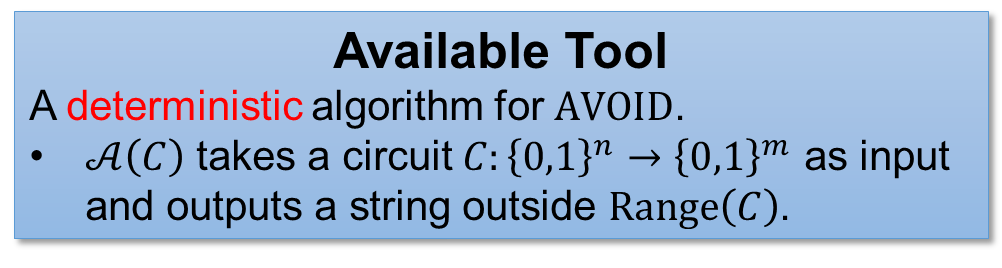 Available Tool
A deterministic algorithm for AVOID.
• 𝒜(C) takes a circuit C: {0,1}ⁿ → {0,1}ᵐ as input
and outputs a string outside Range(C).